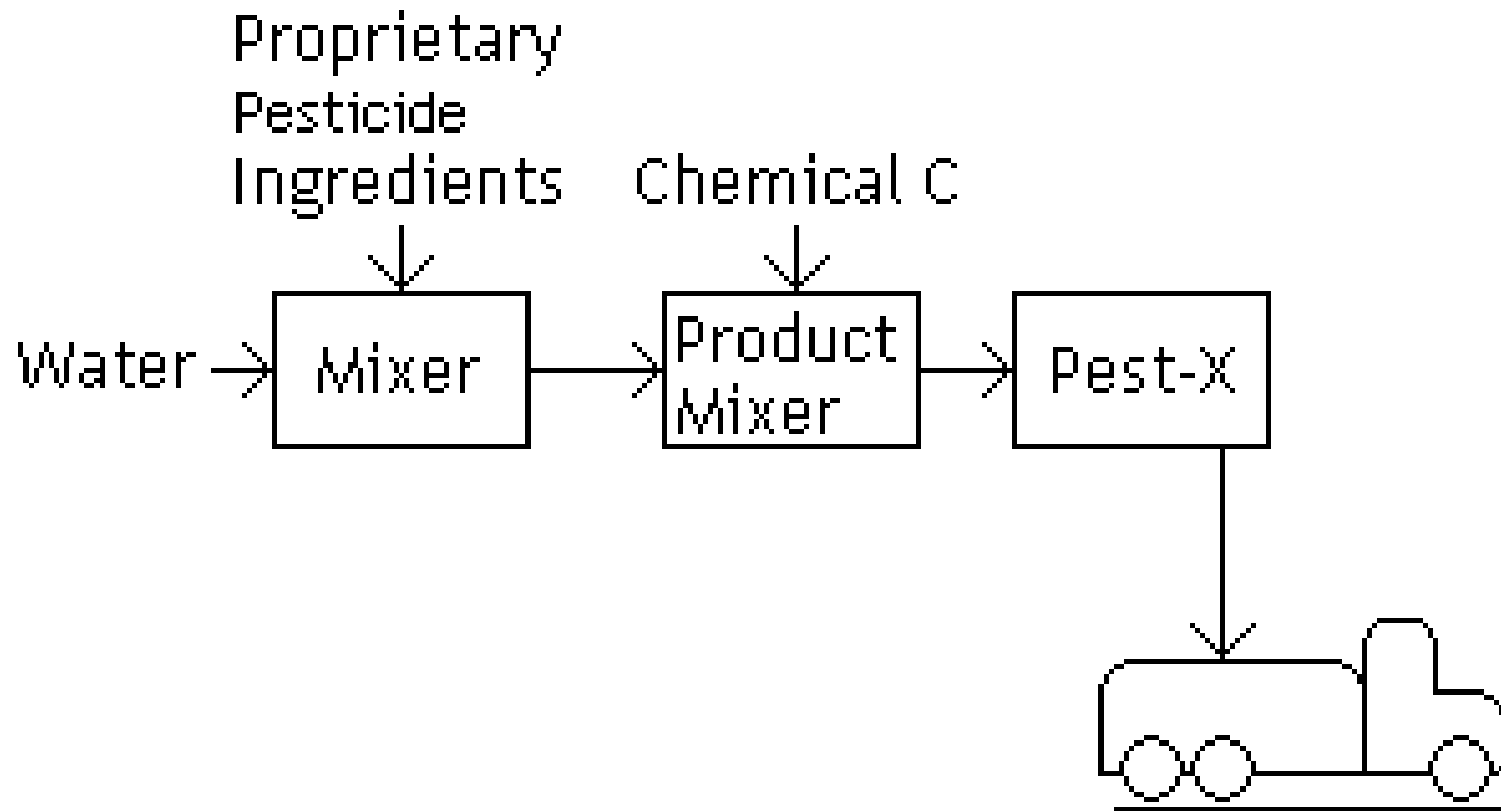 Proprietary
Pesticide
Ingredients
Chemical C
Water
Mixer
Product
Mixer
Pest-X